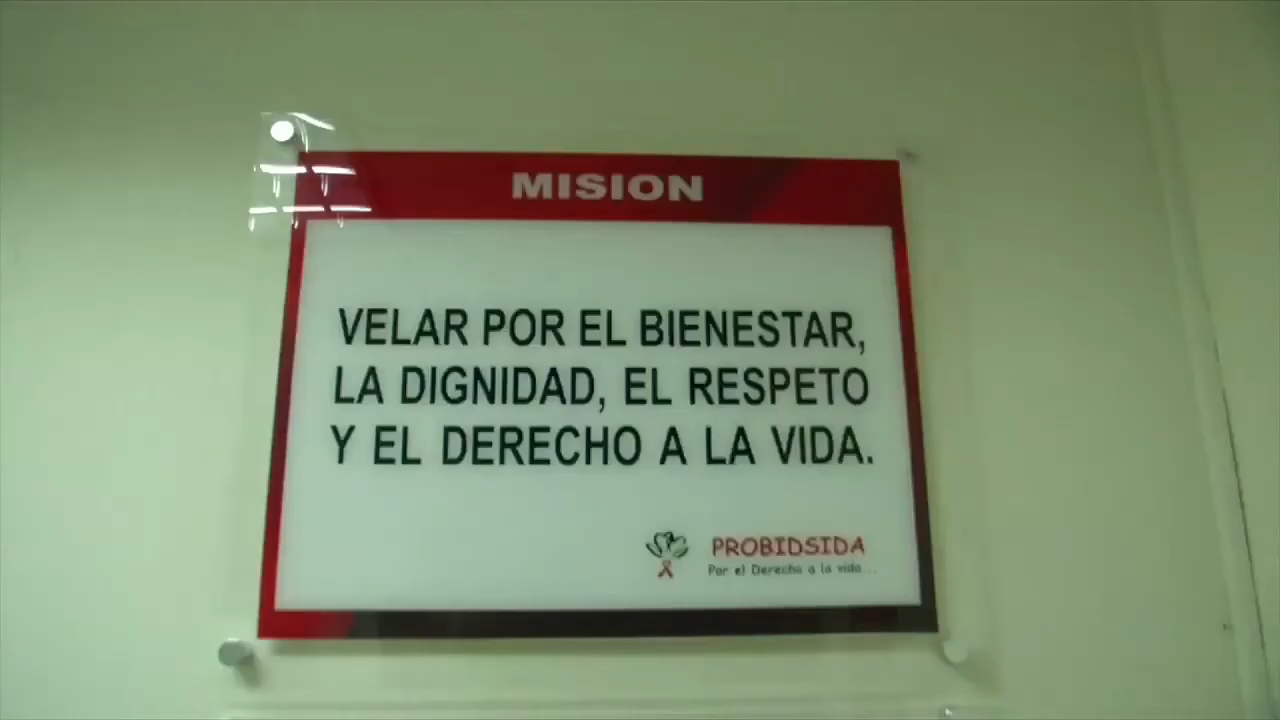 MISION
VELAR POR EL BIENESTAR,
LA DIGNIDAD, EL RESPETO
Y EL DERECHO A LA VIDA.
PROBIDSIDA
Por el Derecho a la vida...